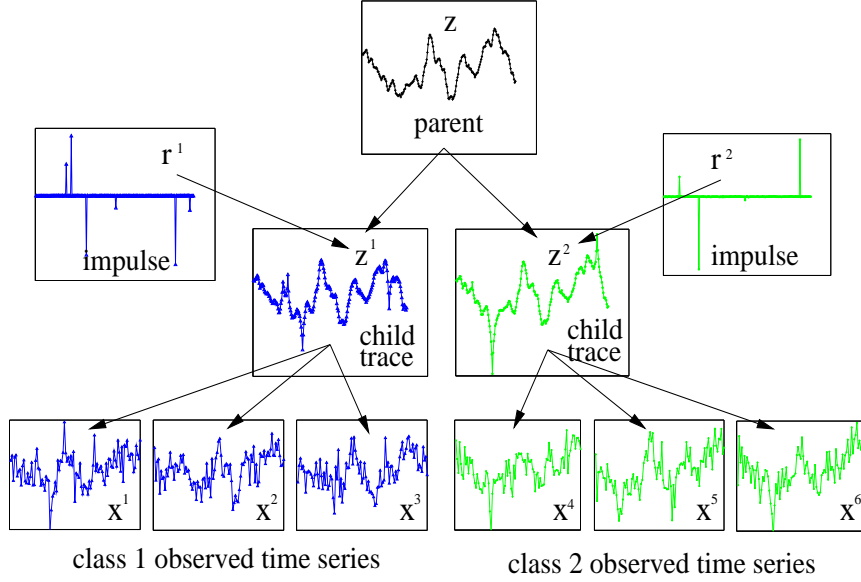 z
parent
r¹
impulse
r²
impulse
z¹
child
trace
z²
child
trace
x¹
x²
x³
x⁴
x⁵
x⁶
class 1 observed time series
class 2 observed time series